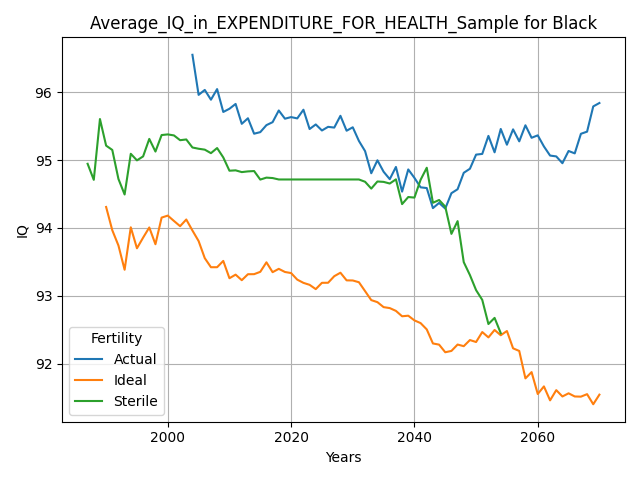 Average_IQ_in_EXPENDITURE_FOR_HEALTH_Sample for Black
IQ
96
95
94
93
92
Fertility
Actual
Ideal
Sterile
2000
2020
2040
2060
Years